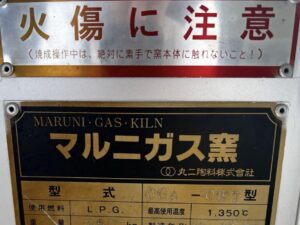 火傷に注意
(焼成操作中は、絶対に素手で窯本体に触れないこと!)
MARUNI・GAS・KILN
マルニガス窯
丸二陶料株式会社
型式
使用燃料 L.P.G. 最高使用温度 1,350℃
重量